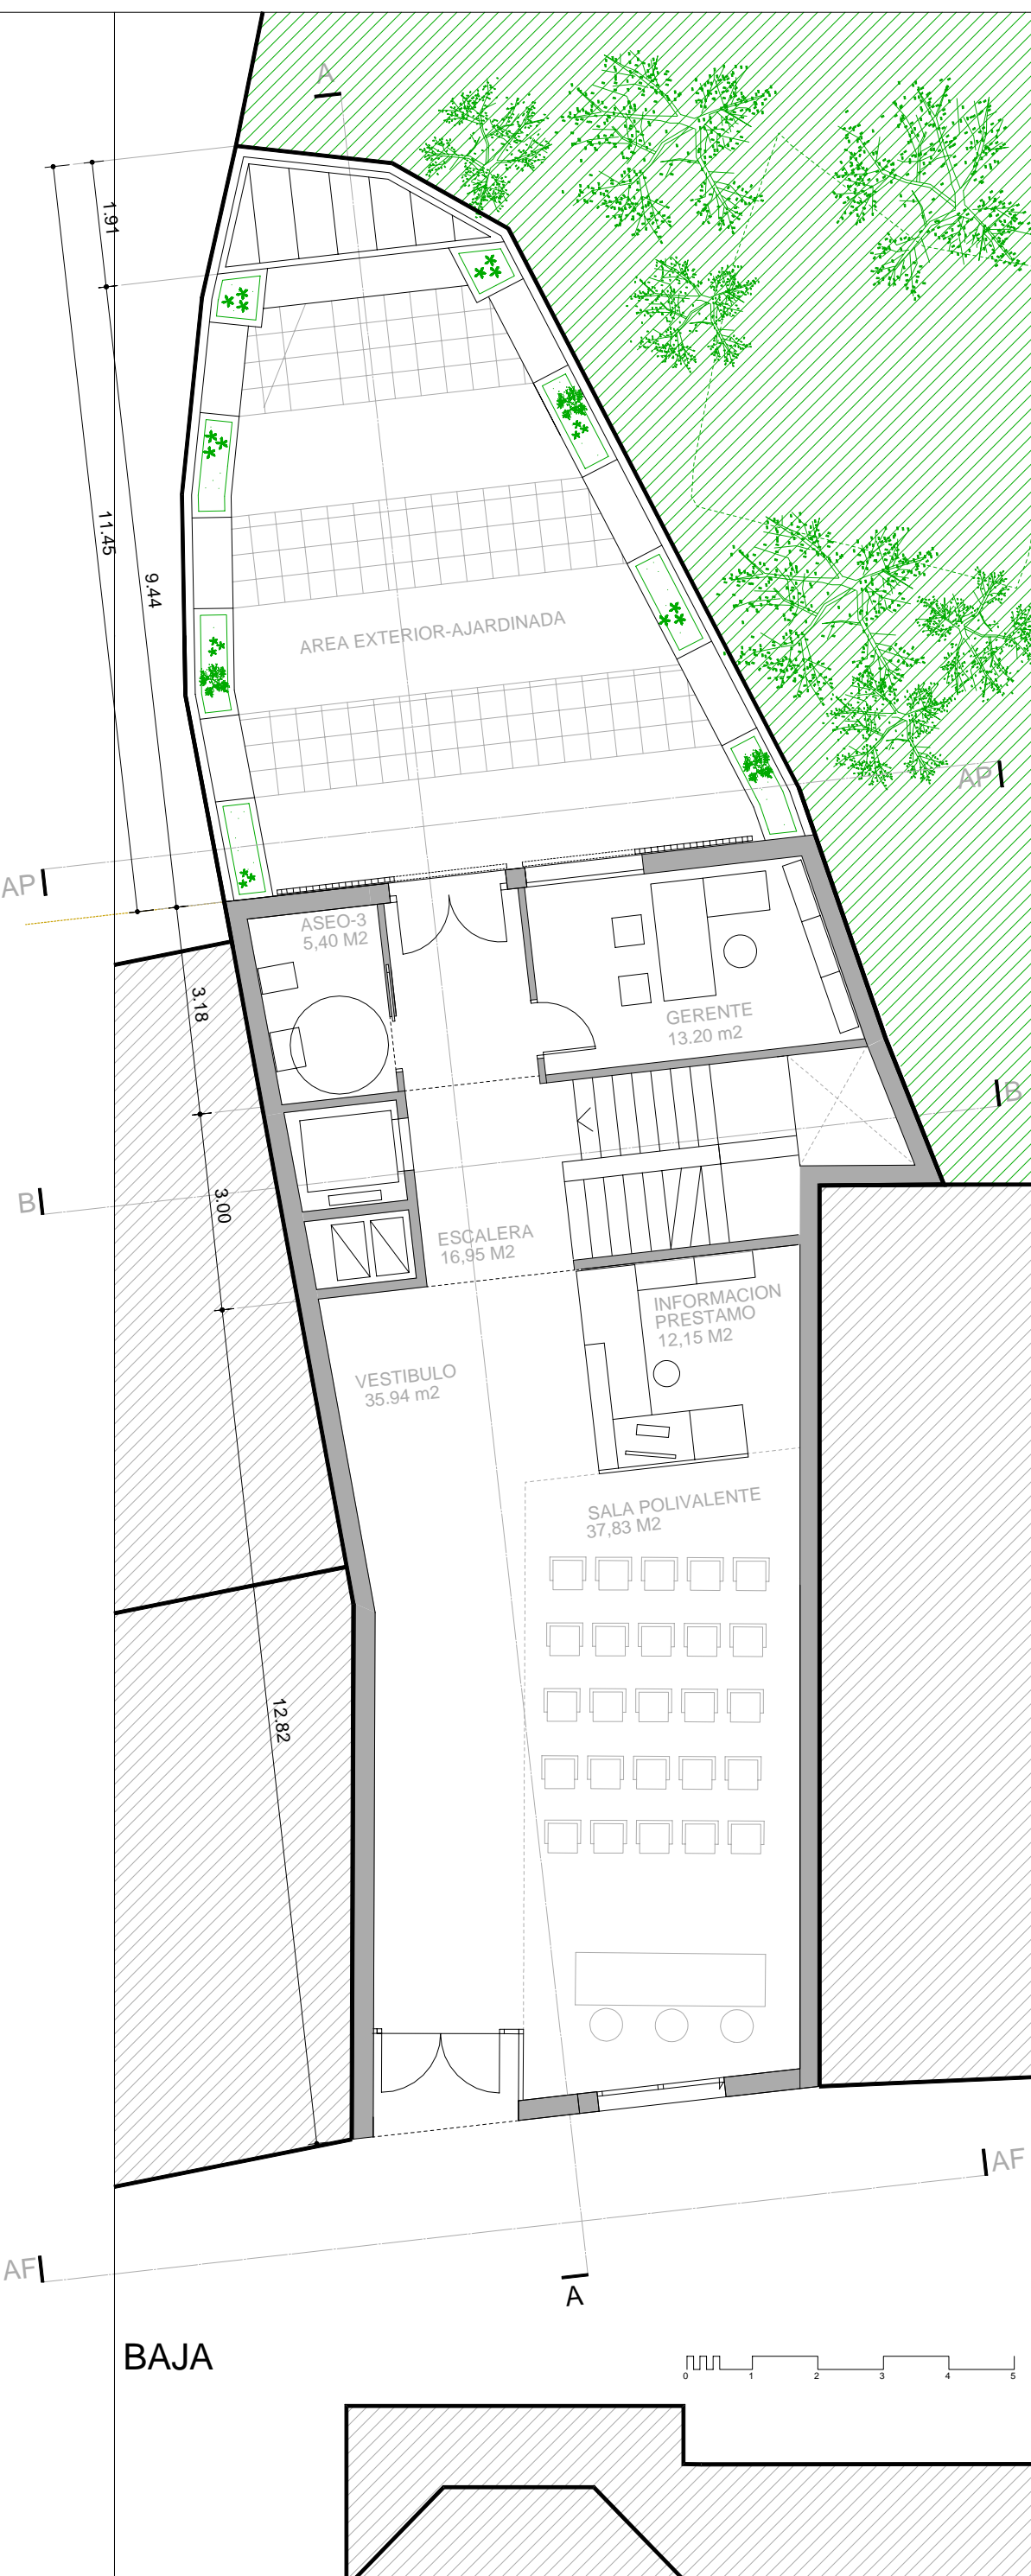 A
1.91
11.45
9.44
AREA EXTERIOR-AJARDINADA
AP
AP
ASEO-3
5,40 M2
GERENTE
13.20 m2
3.18
B
B
3.00
ESCALERA
16,95 M2
INFORMACION
PRESTAMO
12,15 M2
VESTIBULO
35.94 m2
SALA POLIVALENTE
37,83 M2
12.82
AF
AF
A
BAJA
0 1 2 3 4 5